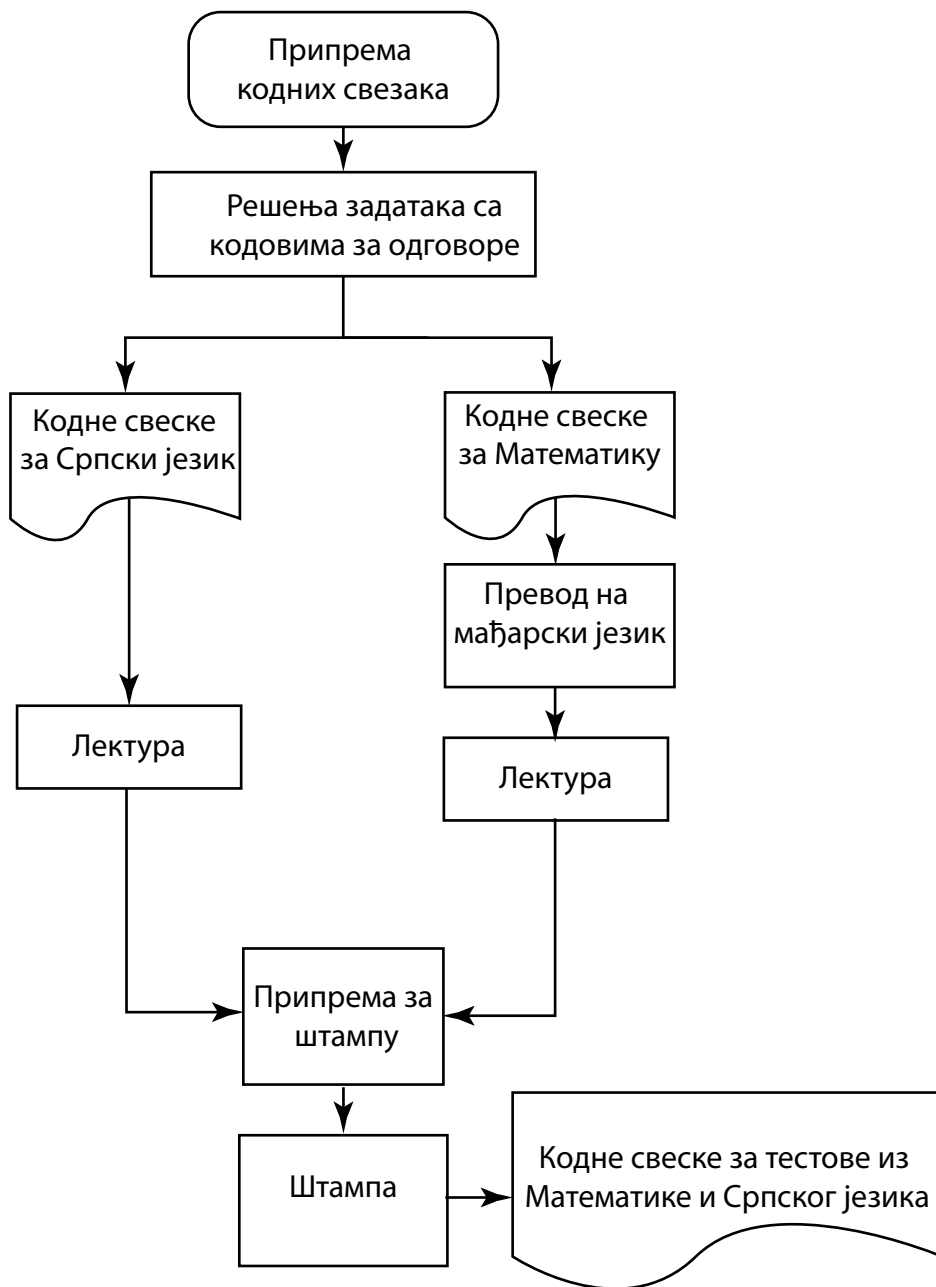 Припрема
кодних свезака
Решења задатака са
кодовима за одговоре
Кодне свеске
за Српски језик
Кодне свеске
за Математику
Превод на
мађарски језик
Лектура
Лектура
Припрема за
штампу
Штампа
Кодне свеске за тестове из
Математике и Српског језика